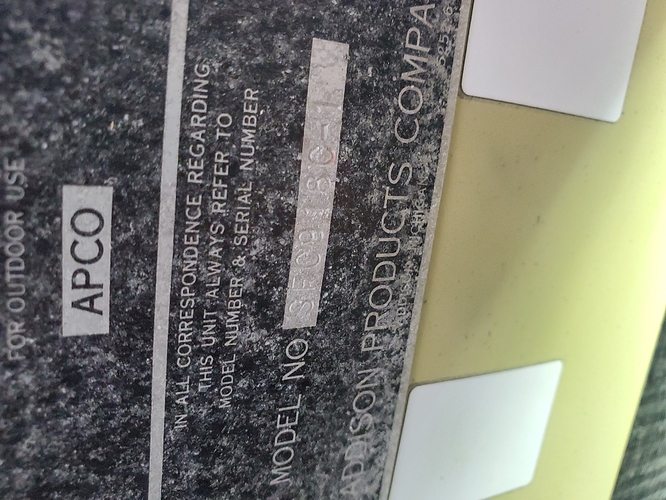 FOR OUTDOOR USE
APCO
IN ALL CORRESPONDENCE REGARDING
THIS UNIT ALWAYS REFER TO
MODEL NUMBER & SERIAL NUMBER
MODEL NO.
ADDISON PRODUCTS COMPA